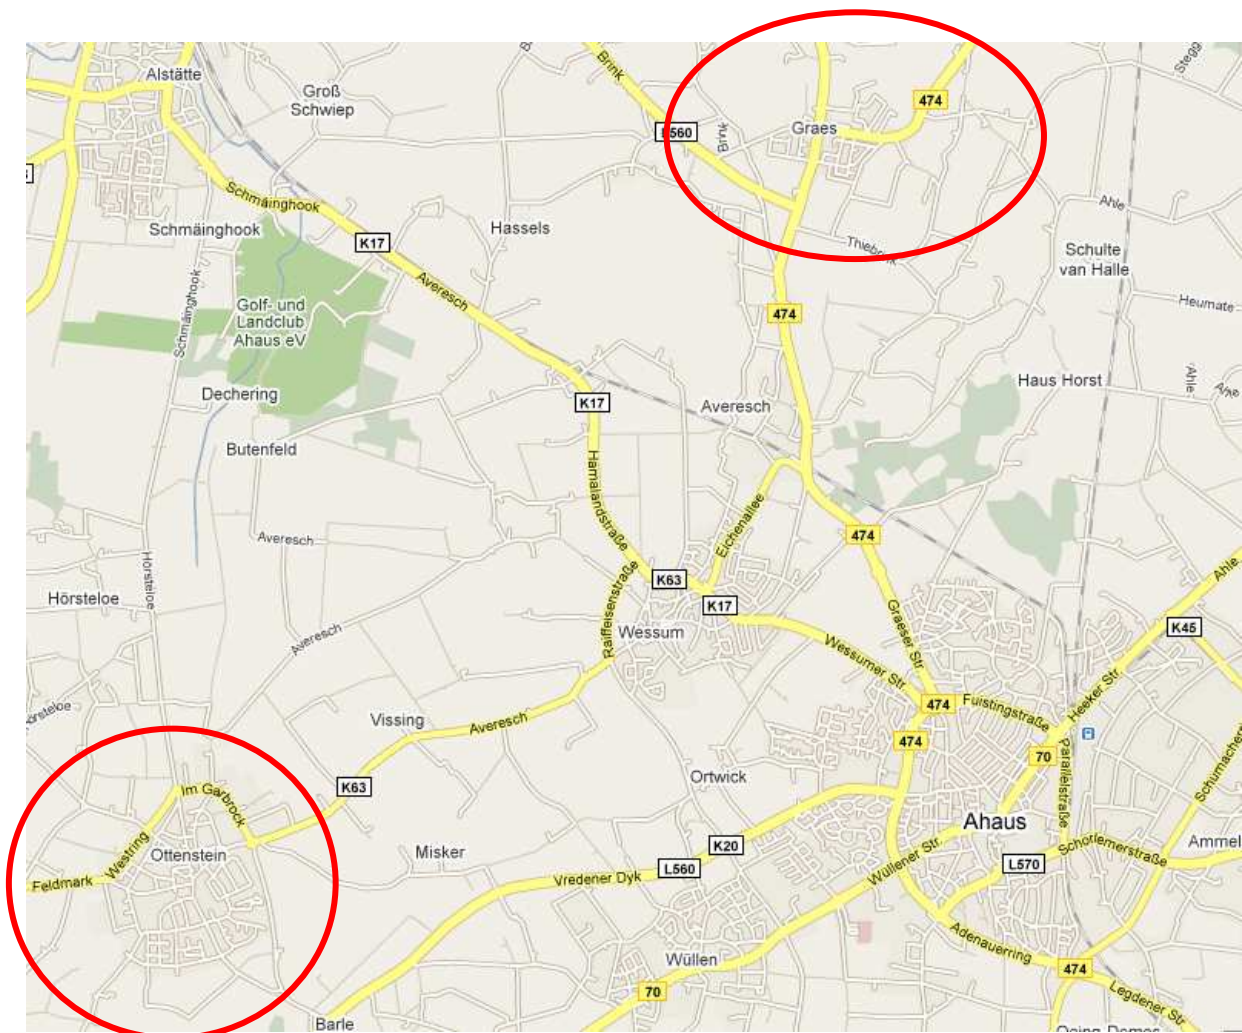 Alstätte
Groß
Schwiep
Brink
474
Graes
Brink
Schmäinghook
Schmäinghook
Hassels
K17
Thiebrink
Ahle
Schulte
van Halle
Averesch
Heumate
Golf- und
Landclub
Ahaus eV
Schmäinghook
474
Dechering
K17
Averesch
Haus Horst
Ahle
Butenfeld
Hamalandstraße
Eichenallee
Averesch
474
Hörsteloe
Hörsteloe
K63
K17
Raiffeisenstraße
Wessum
Graeser Str
Ahle
K45
Averesch
Wessumer Str.
Hörsteloe
Vissing
Averesch
474
Fuistingstraße
Heeker Str.
474
70
Parallelstraße
Schumacherr
Im Garbrock
K63
Ortwick
Westring
Ottenstein
Misker
K20
Ahaus
Ammel
Feldmark
Vredener Dyk
L560
Wüllener Str.
L570
Schorlemerstraße
Adenauerring
Wüllen
474
70
Legdener Str
Barle